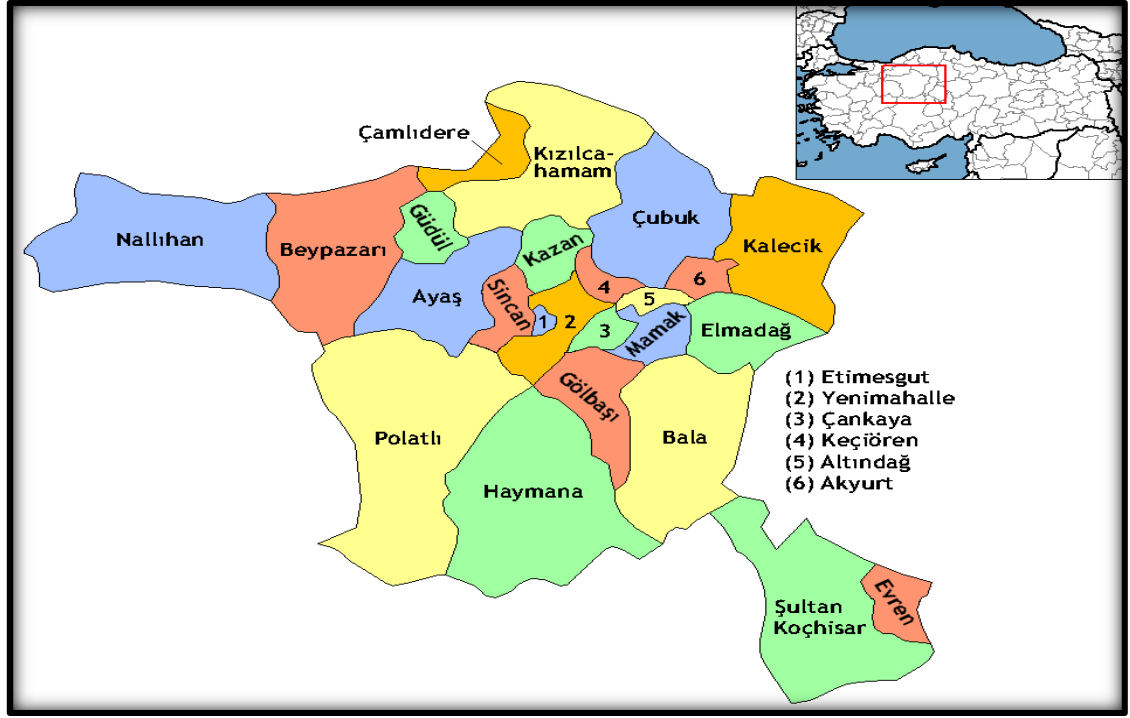 Çamlıdere
Kızılca-
hamam
Çubuk
Kalecik
Nallıhan
Beypazarı
Güdül
Kazan
Ayaş
Sincan
1
2
3
4
5
6
Mamak
Elmadağ
Gölbaşı
Polatlı
Bala
Haymana
(1) Etimesgut
(2) Yenimahalle
(3) Çankaya
(4) Keçiören
(5) Altındağ
(6) Akyurt
Şultan
Koçhisar
Evren